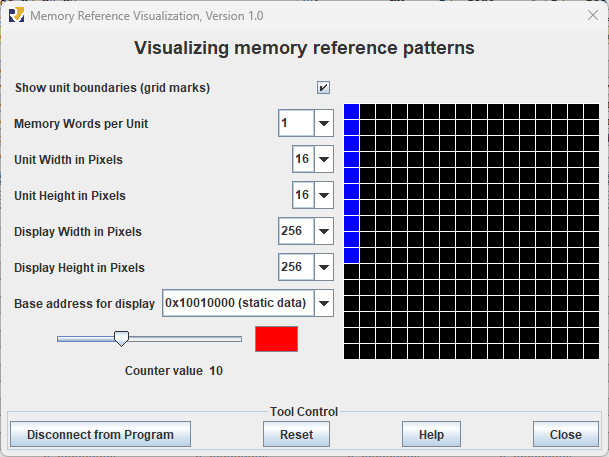 Memory Reference Visualization, Version 1.0
Visualizing memory reference patterns
Show unit boundaries (grid marks)
Memory Words per Unit 1
Unit Width in Pixels 16
Unit Height in Pixels 16
Display Width in Pixels 256
Display Height in Pixels 256
Base address for display 0x10010000 (static data)
Counter value 10
Tool Control
Disconnect from Program Reset Help Close